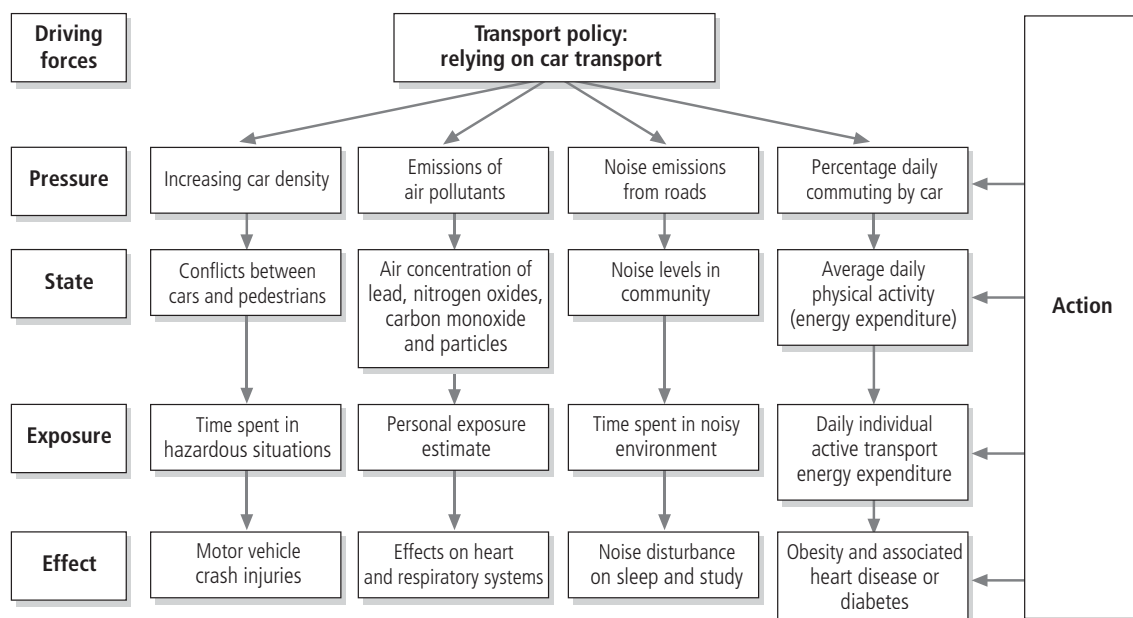 Driving
forces
Transport policy:
relying on car transport
Pressure
Increasing car density
Emissions of
air pollutants
Noise emissions
from roads
Percentage daily
commuting by car
State
Conflicts between
cars and pedestrians
Air concentration of
lead, nitrogen oxides,
carbon monoxide
and particles
Noise levels in
community
Average daily
physical activity
(energy expenditure)
Action
Exposure
Time spent in
hazardous situations
Personal exposure
estimate
Time spent in noisy
environment
Daily individual
active transport
energy expenditure
Effect
Motor vehicle
crash injuries
Effects on heart
and respiratory systems
Noise disturbance
on sleep and study
Obesity and associated
heart disease or
diabetes